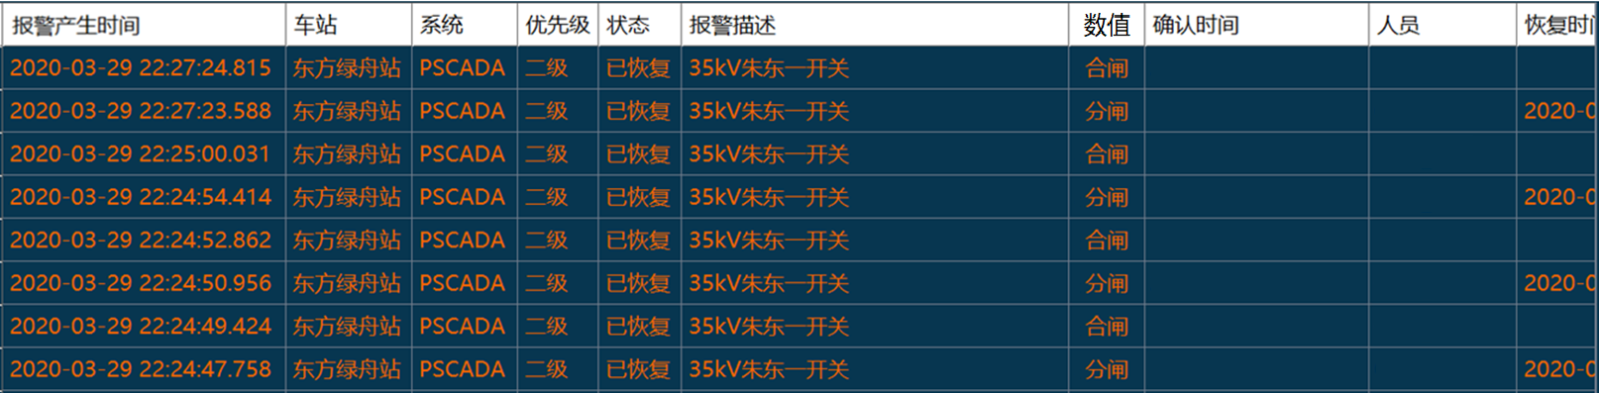 报警产生时间 车站 系统 优先级 状态 报警描述 数值 确认时间 人员 恢复时
2020-03-29 22:27:24.815 东方绿舟站 PSCADA 二级 已恢复 35kV朱东一开关 合闸
2020-03-29 22:27:23.588 东方绿舟站 PSCADA 二级 已恢复 35kV朱东一开关 分闸 2020-0
2020-03-29 22:25:00.031 东方绿舟站 PSCADA 二级 已恢复 35kV朱东一开关 合闸
2020-03-29 22:24:54.414 东方绿舟站 PSCADA 二级 已恢复 35kV朱东一开关 分闸 2020-0
2020-03-29 22:24:52.862 东方绿舟站 PSCADA 二级 已恢复 35kV朱东一开关 合闸
2020-03-29 22:24:50.956 东方绿舟站 PSCADA 二级 已恢复 35kV朱东一开关 分闸 2020-0
2020-03-29 22:24:49.424 东方绿舟站 PSCADA 二级 已恢复 35kV朱东一开关 合闸
2020-03-29 22:24:47.758 东方绿舟站 PSCADA 二级 已恢复 35kV朱东一开关 分闸 2020-0